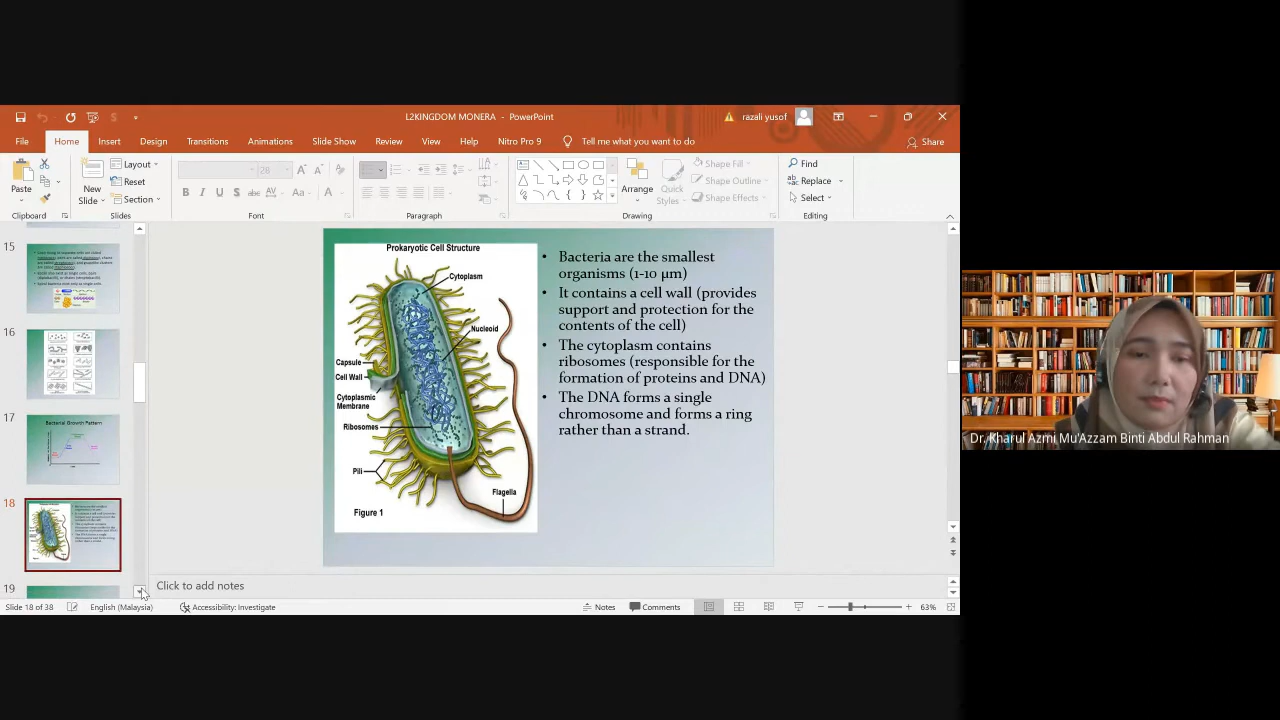 L2KINGDOM MONERA - PowerPoint
razali yusof
File Home Insert Design Transitions Animations Slide Show Review View Help Nitro Pro 9 Tell me what you want to do Share
Paste
Clipboard
New
Slide
Layout
Reset
Section
Slides
28
B I U S abc AV Aa A
Font
Paragraph
Arrange
Quick
Styles
Shape Fill
Shape Outline
Shape Effects
Drawing
Find
Replace
Select
Editing
15
16
17
Bacterial Growth Pattern
18
19
Prokaryotic Cell Structure
Cytoplasm
Nucleoid
Capsule
Cell Wall
Cytoplasmic
Membrane
Ribosomes
Pili
Flagella
Figure 1
• Bacteria are the smallest
organisms (1-10 µm)
• It contains a cell wall (provides
support and protection for the
contents of the cell)
• The cytoplasm contains
ribosomes (responsible for the
formation of proteins and DNA)
• The DNA forms a single
chromosome and forms a ring
rather than a strand.
Click to add notes
Slide 18 of 38 English (Malaysia) Accessibility: Investigate Notes Comments 63%
Dr. Kharul Azmi Mu'Azzam Binti Abdul Rahman